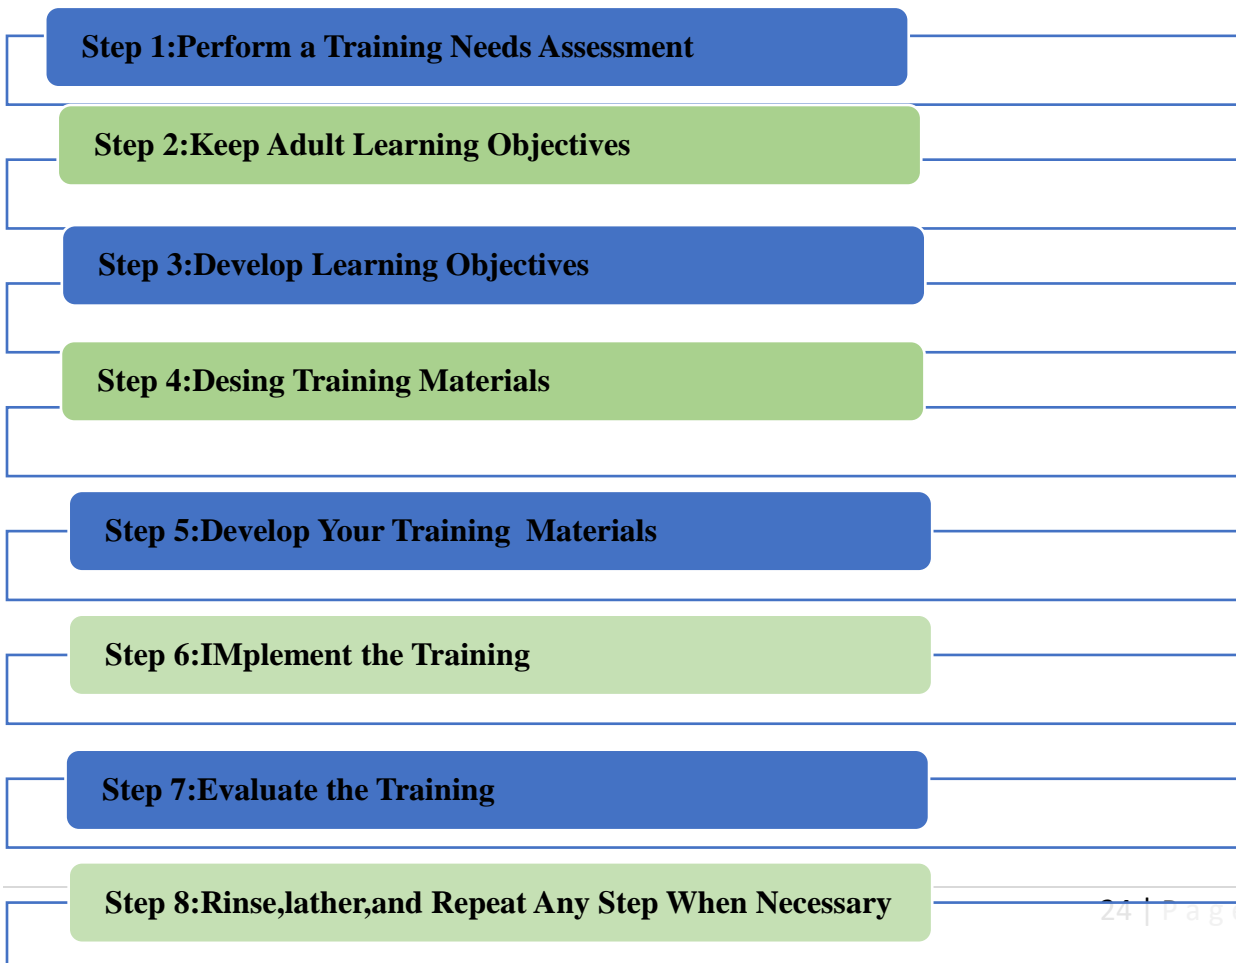 Step 1:Perform a Training Needs Assessment
Step 2:Keep Adult Learning Objectives
Step 3:Develop Learning Objectives
Step 4:Desing Training Materials
Step 5:Develop Your Training  Materials
Step 6:IMplement the Training
Step 7:Evaluate the Training
Step 8:Rinse,lather,and Repeat Any Step When Necessary
24 | P a g